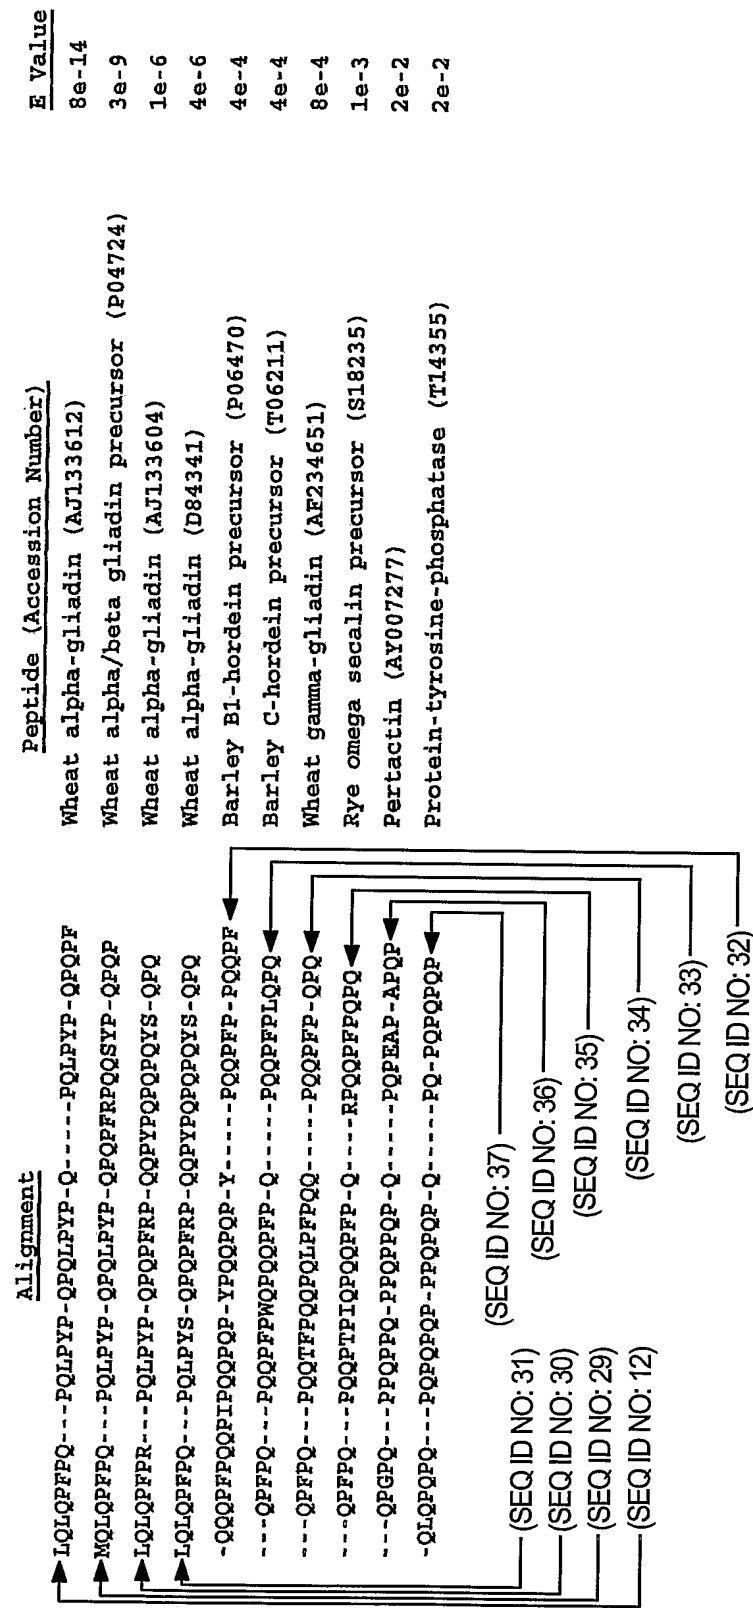 Alignment Peptide (Accession Number) E Value
LQLQPFPQ---PQLPYP-QPQLPYP-Q-----PQLPYP-QPQPF Wheat alpha-gliadin (AJ133612) 8e-14
MQLQPFPQ---PQLPYP-QPQLPYP-QPQPFRPQQSYP-QPQP Wheat alpha/beta gliadin precursor (P04724) 3e-9
LQLQPFPR---PQLPYP-QPQPFRP-QQPYPQPQPQYS-QPQ Wheat alpha-gliadin (AJ133604) 1e-6
LQLQPFPQ---PQLPYS-QPQPFRP-QQPYPQPQPQYS-QPQ Wheat alpha-gliadin (D84341) 4e-6
-QQQPFPQQPIPQQPQP-YPQQPQP-Y-----PQQPFP-PQQPF Barley B1-hordein precursor (P06470) 4e-4
---QPFPQ---PQQPFPWQPQQPFP-Q-----PQQPFPLQPQ Barley C-hordein precursor (T06211) 4e-4
---QPFPQ---PQQTFPQQPQLPFPQQ-----PQQPFP-QPQ Wheat gamma-gliadin (AF234651) 8e-4
---QPFPQ---PQQPTPIQPQQPFP-Q----RPQQPFPQPQ Rye omega secalin precursor (S18235) 1e-3
---QPGPQ---PPQPPQ-PPQPPQP-Q-----PQPEAP-APQP Pertactin (AY007277) 2e-2
-QLQPQPQ---PQPQPQP-PPQPQP-Q-----PQ-PQPQPQP Protein-tyrosine-phosphatase (T14355) 2e-2
(SEQ ID NO: 31)
(SEQ ID NO: 30)
(SEQ ID NO: 29)
(SEQ ID NO: 12)
(SEQ ID NO: 37)
(SEQ ID NO: 36)
(SEQ ID NO: 35)
(SEQ ID NO: 34)
(SEQ ID NO: 33)
(SEQ ID NO: 32)